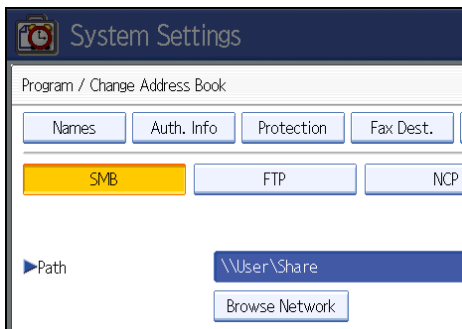 System Settings
Program / Change Address Book
Names Auth. Info Protection Fax Dest.
SMB FTP NCP
▶Path \\User\Share
Browse Network